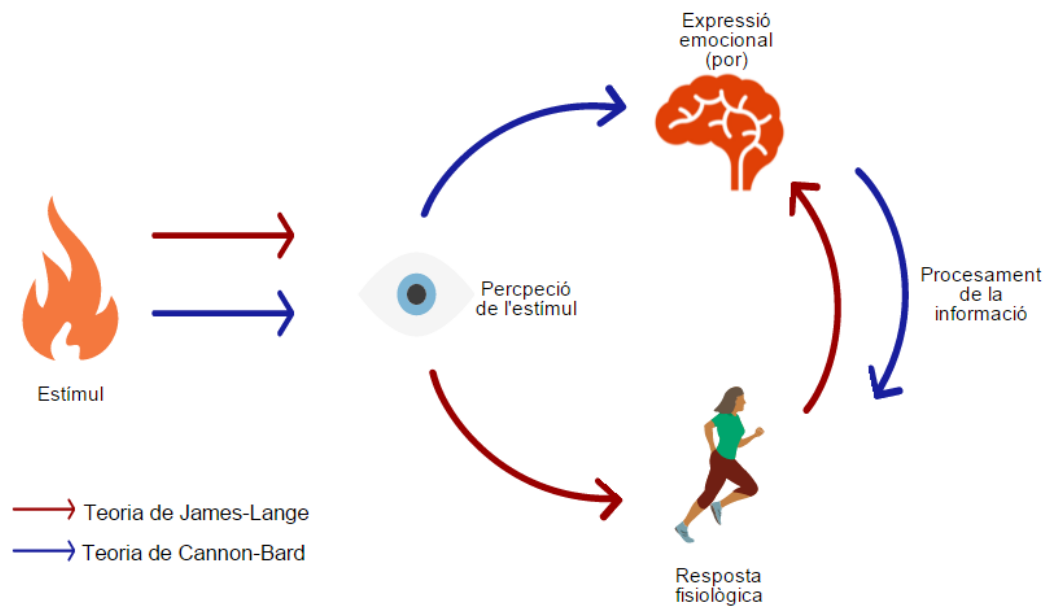 Expressió
emocional
(por)
Percpeció
de l'estímul
Procesament
de la
informació
Estímul
Teoria de James-Lange
Teoria de Cannon-Bard
Resposta
fisiològica